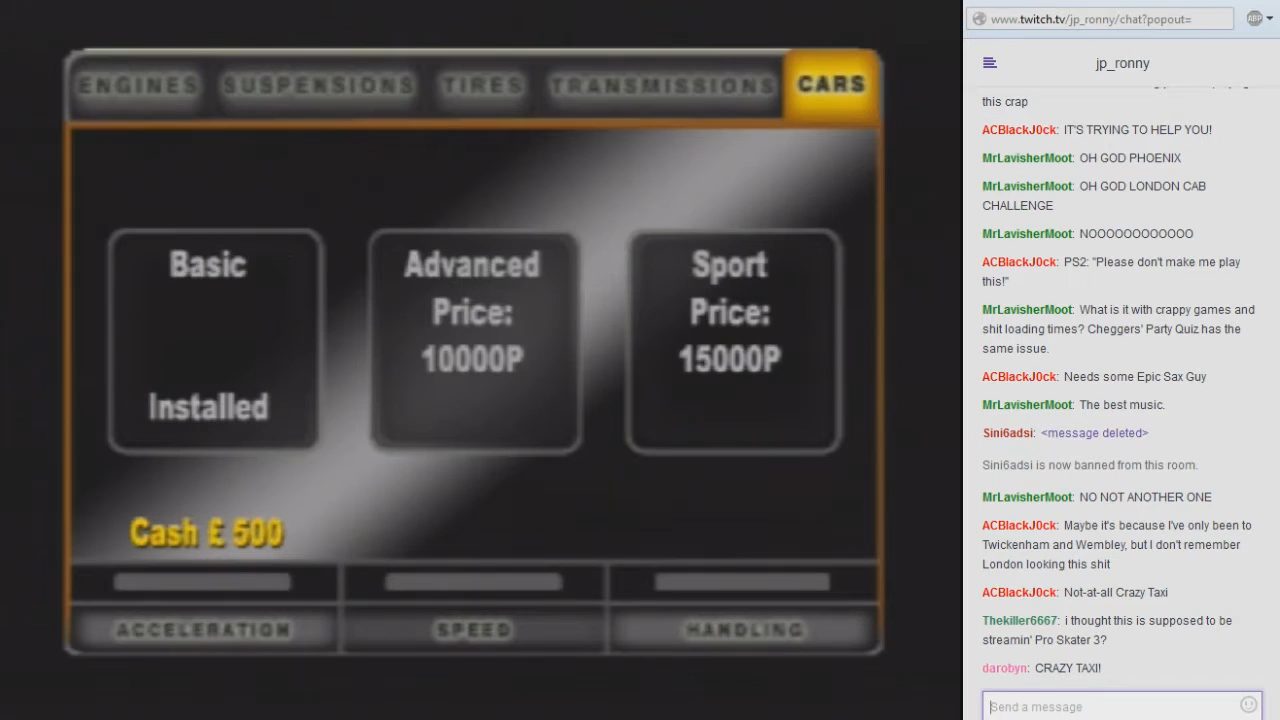 ENGINES SUSPENSIONS TIRES TRANSMISSIONS CARS
Basic
Installed
Advanced
Price:
10000P
Sport
Price:
15000P
Cash £ 500
ACCELERATION SPEED HANDLING
www.twitch.tv/jp_ronny/chat?popout=
ABP
jp_ronny
this crap
ACBlackJ0ck: IT'S TRYING TO HELP YOU!
MrLavisherMoot: OH GOD PHOENIX
MrLavisherMoot: OH GOD LONDON CAB
CHALLENGE
MrLavisherMoot: NOOOOOOOOOOOO
ACBlackJ0ck: PS2: "Please don't make me play
this!"
MrLavisherMoot: What is it with crappy games and
shit loading times? Cheggers' Party Quiz has the
same issue.
ACBlackJ0ck: Needs some Epic Sax Guy
MrLavisherMoot: The best music.
Sini6adsi: <message deleted>
Sini6adsi is now banned from this room.
MrLavisherMoot: NO NOT ANOTHER ONE
ACBlackJ0ck: Maybe it's because I've only been to
Twickenham and Wembley, but I don't remember
London looking this shit
ACBlackJ0ck: Not-at-all Crazy Taxi
Thekiller6667: i thought this is supposed to be
streamin' Pro Skater 3?
darobyn: CRAZY TAXI!
Send a message